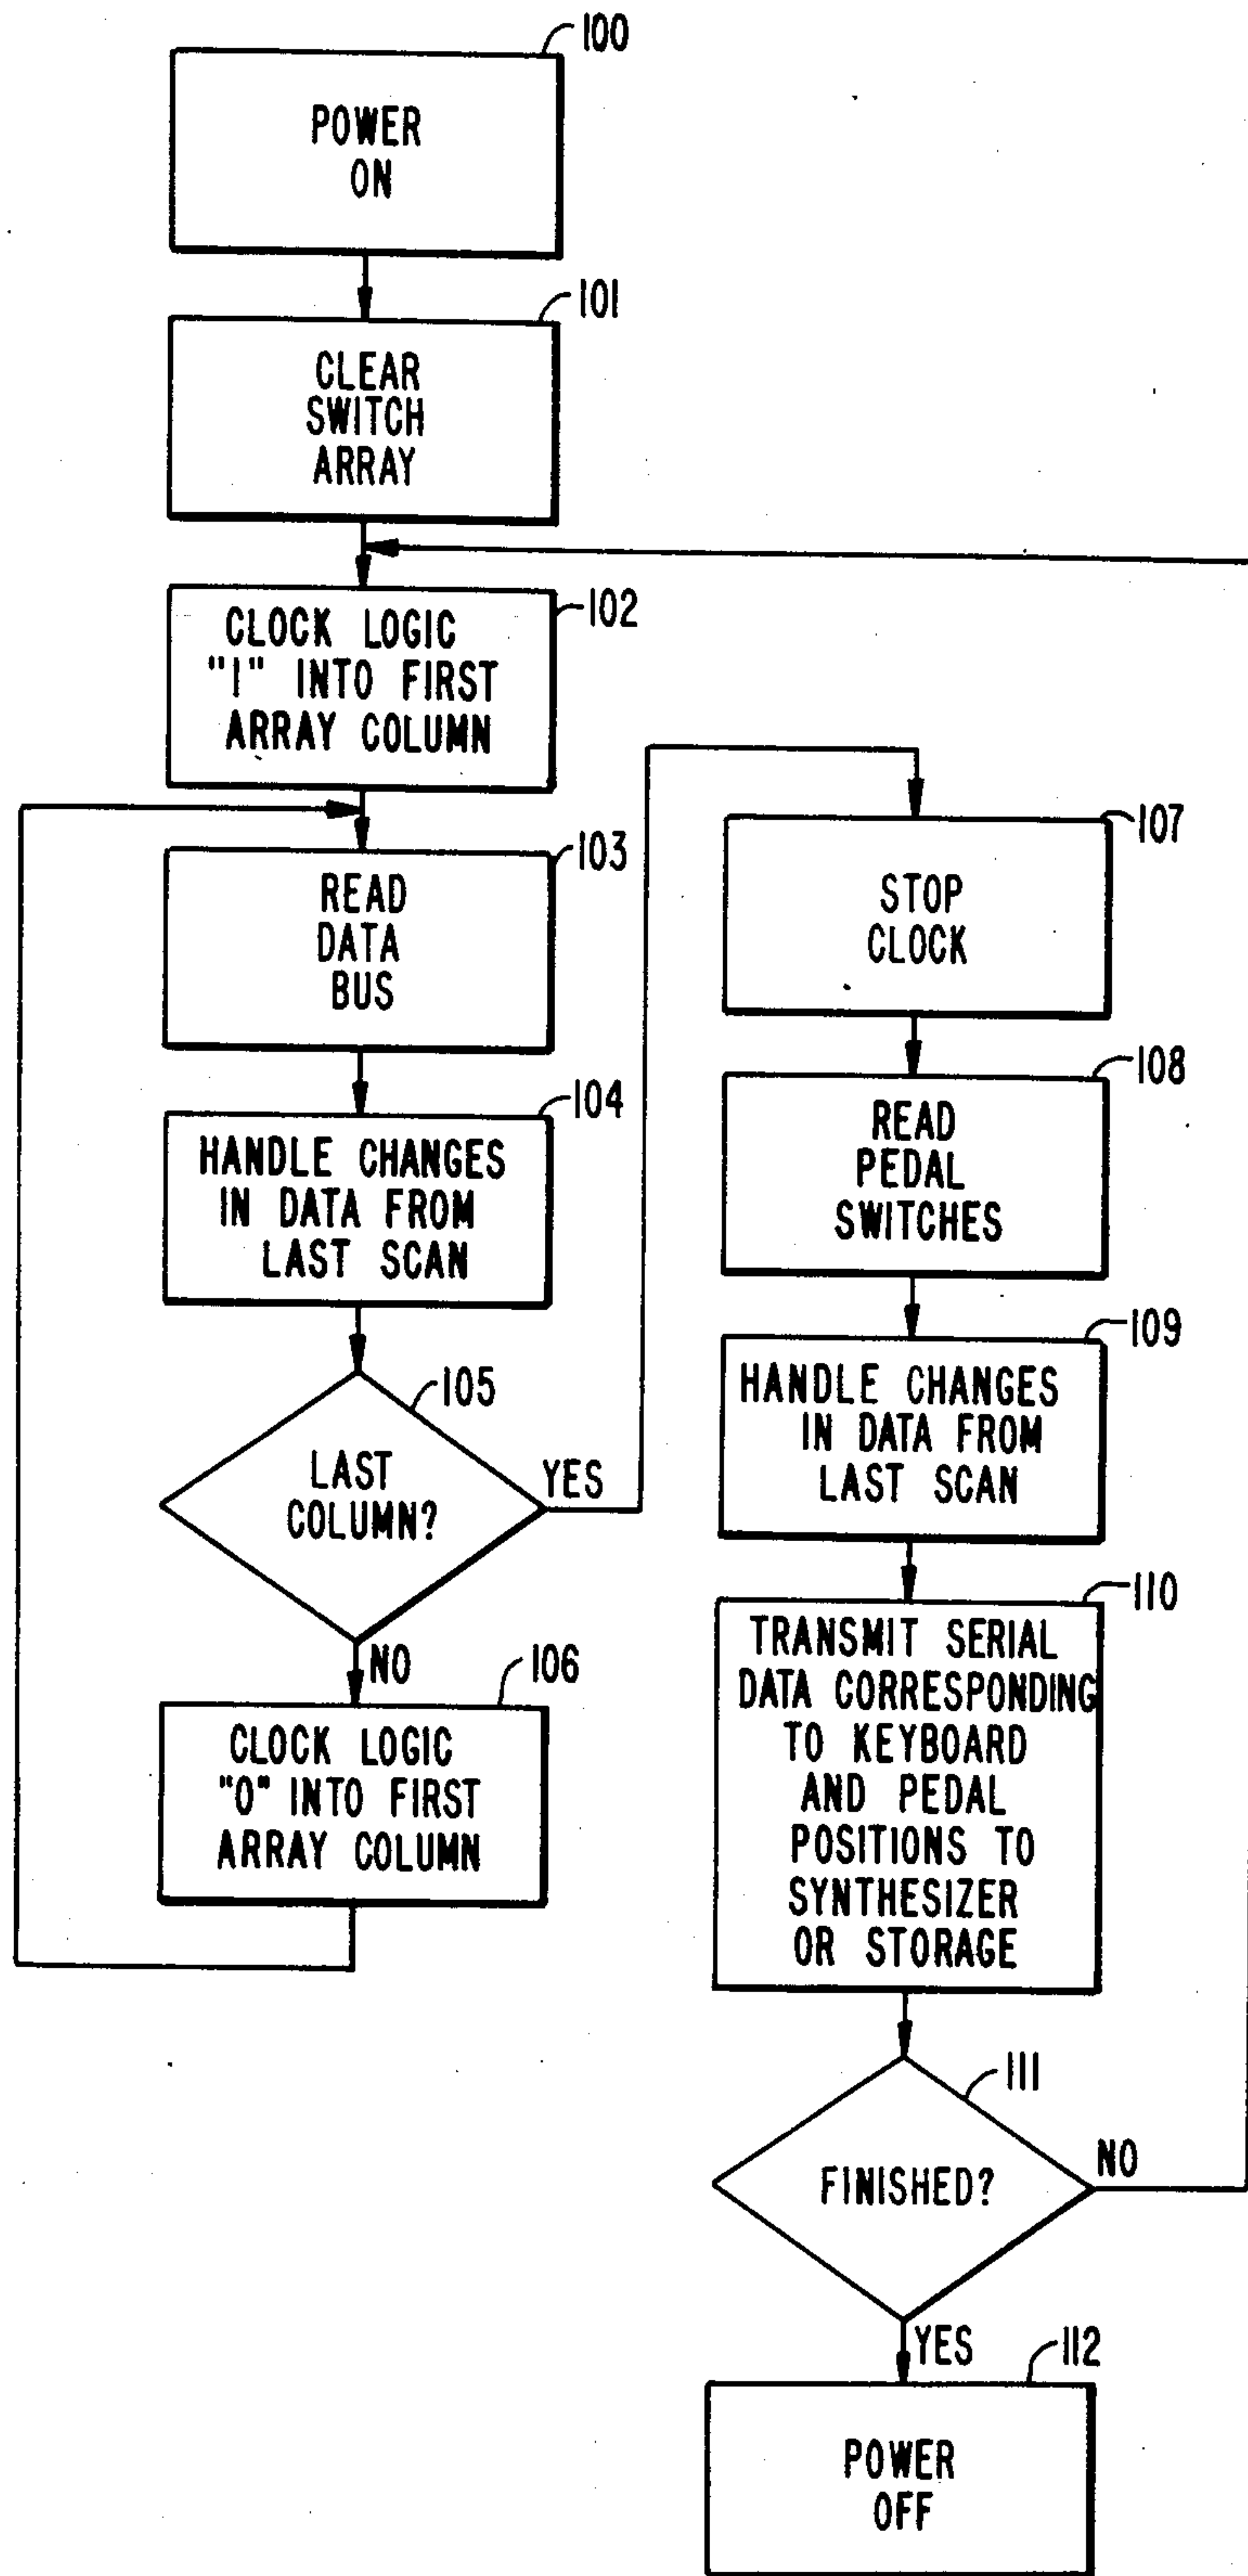 100
POWER
ON
101
CLEAR
SWITCH
ARRAY
102
CLOCK LOGIC
"1" INTO FIRST
ARRAY COLUMN
103
READ
DATA
BUS
104
HANDLE CHANGES
IN DATA FROM
LAST SCAN
105
LAST
COLUMN?
YES
NO
106
CLOCK LOGIC
"0" INTO FIRST
ARRAY COLUMN
107
STOP
CLOCK
108
READ
PEDAL
SWITCHES
109
HANDLE CHANGES
IN DATA FROM
LAST SCAN
110
TRANSMIT SERIAL
DATA CORRESPONDING
TO KEYBOARD
AND PEDAL
POSITIONS TO
SYNTHESIZER
OR STORAGE
111
FINISHED?
NO
YES
112
POWER
OFF